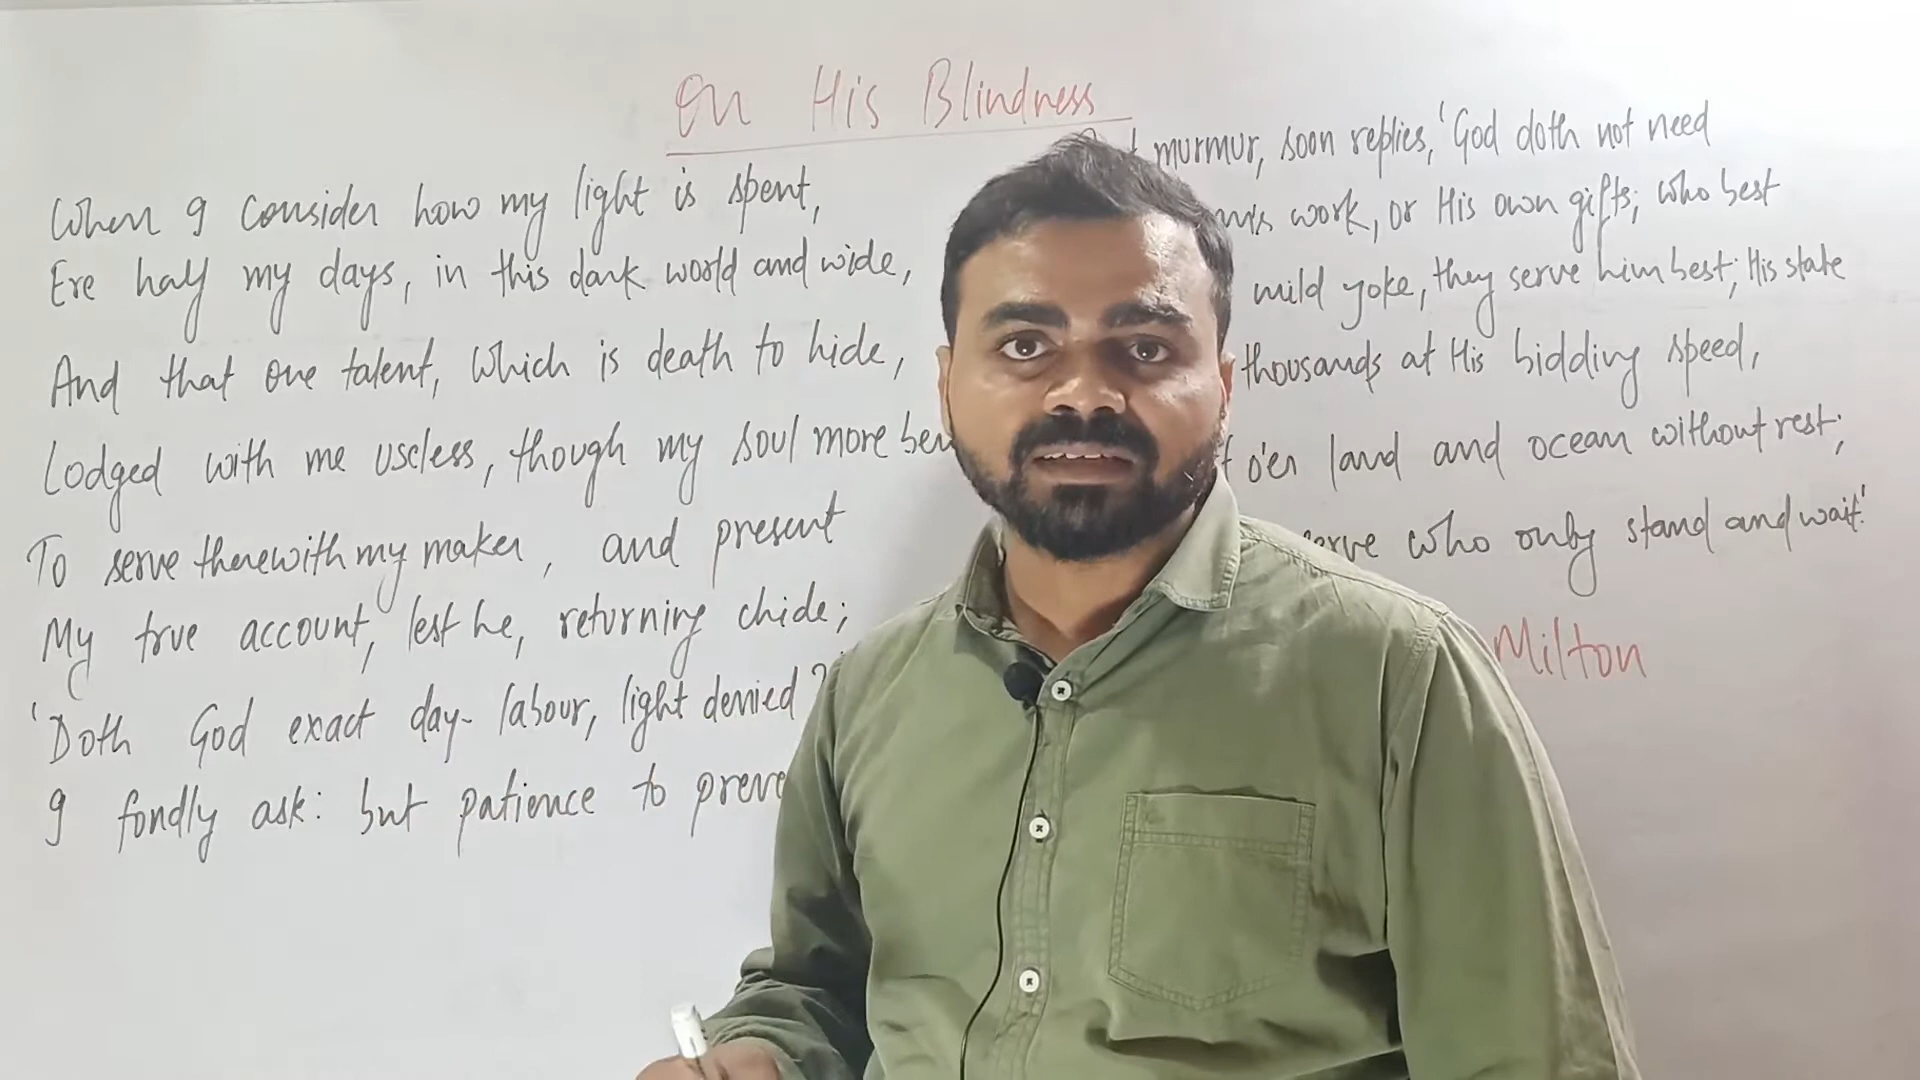 On His Blindness
When I consider how my light is spent,
Ere half my days, in this dark world and wide,
And that one talent, which is death to hide,
Lodged with me useless, though my soul more
To serve therewith my maker, and present
My true account, lest he, returning chide;
'Doth God exact day-labour, light denied?'
I fondly ask: but patience to
murmur, soon replies, 'God doth not need
work, or His own gifts; who best
mild yoke, they serve him best; His state
thousands at His bidding speed,
o'er land and ocean without rest;
who only stand and wait.'
Milton